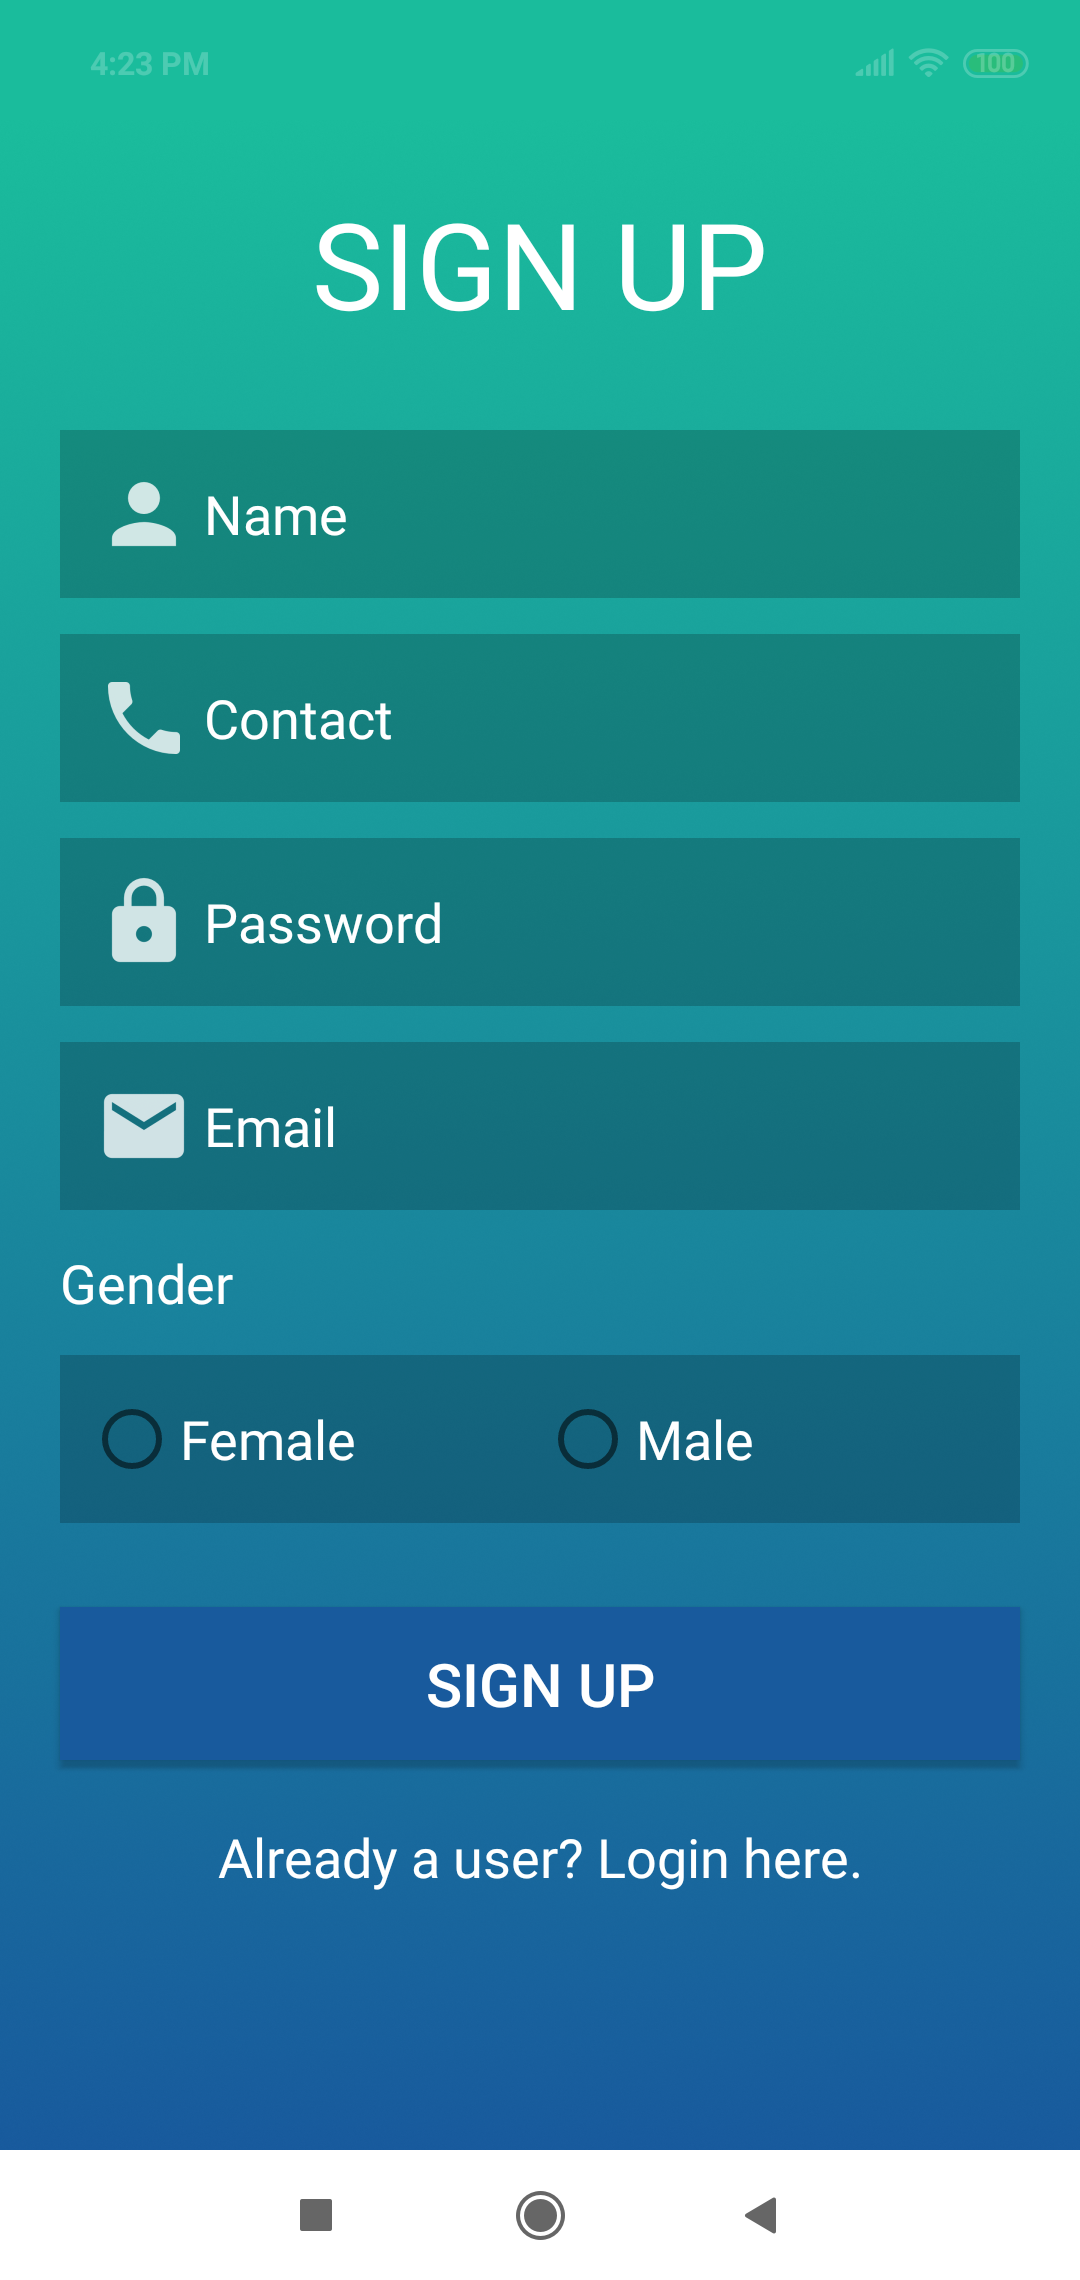 4:23 PM 100
SIGN UP
Name
Contact
Password
Email
Gender
Female Male
SIGN UP
Already a user? Login here.